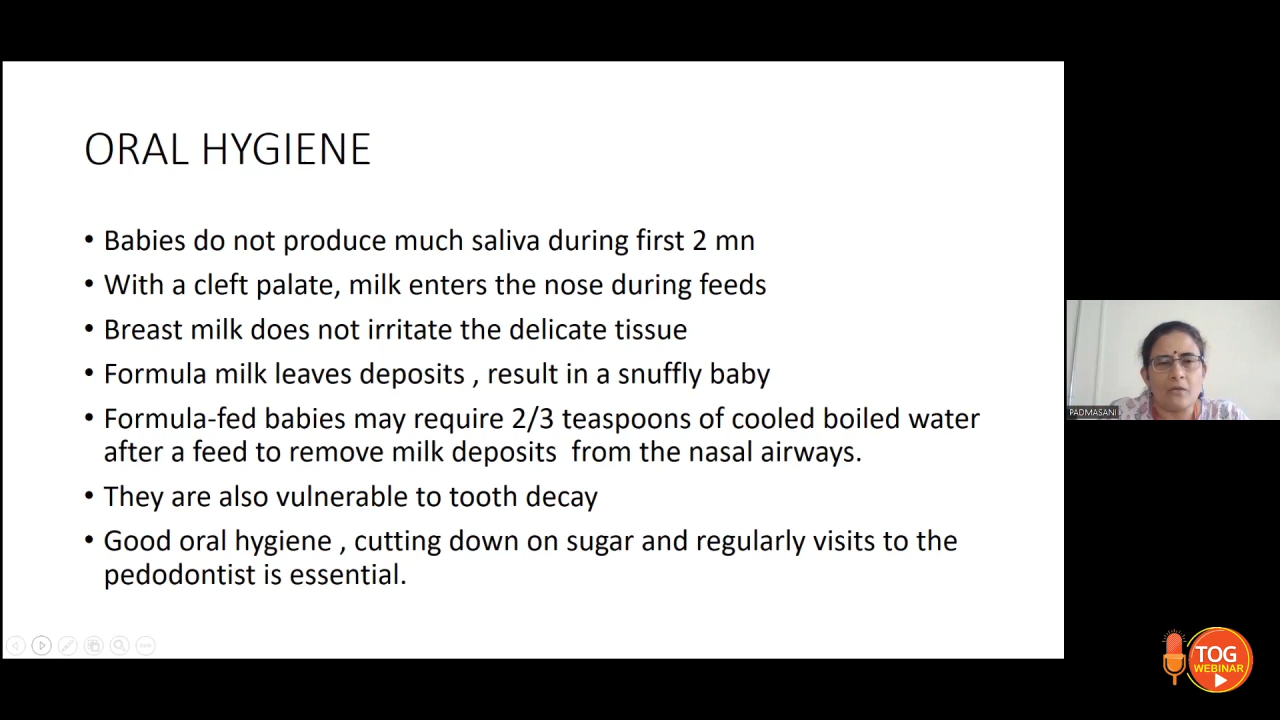 ORAL HYGIENE
• Babies do not produce much saliva during first 2 mn
• With a cleft palate, milk enters the nose during feeds
• Breast milk does not irritate the delicate tissue
• Formula milk leaves deposits , result in a snuffly baby
• Formula-fed babies may require 2/3 teaspoons of cooled boiled water
after a feed to remove milk deposits  from the nasal airways.
• They are also vulnerable to tooth decay
• Good oral hygiene , cutting down on sugar and regularly visits to the
pedodontist is essential.
PADMASANI
TOG
WEBINAR